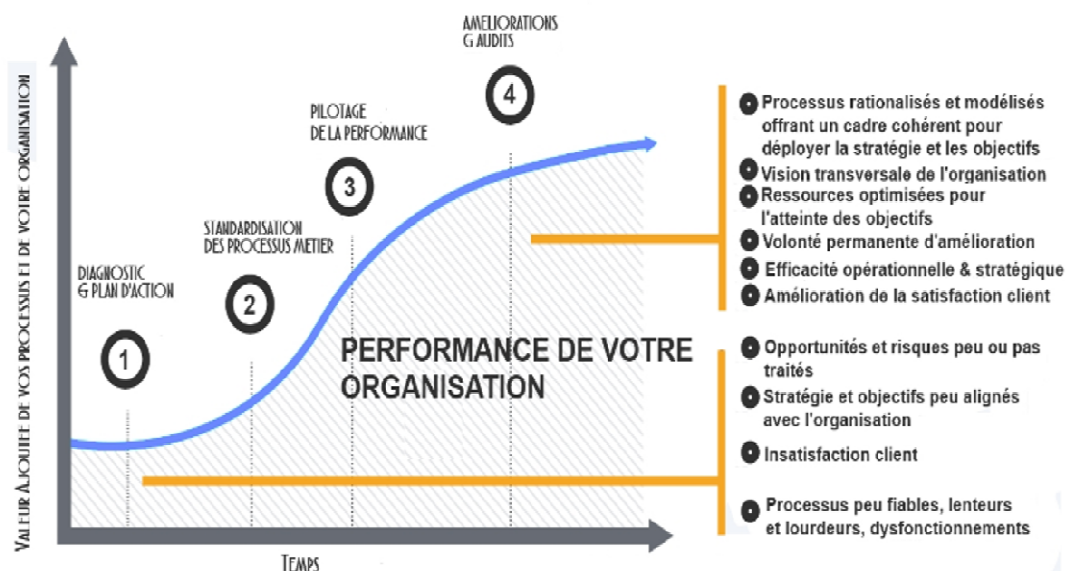 AMELIORATIONS
& AUDITS
4
PILOTAGE
DE LA PERFORMANCE
3
STANDARDISATION
DES PROCESSUS METIER
2
DIAGNOSTIC
& PLAN D'ACTION
1
VALEUR AJOUTÉE DE VOS PROCESSUS ET DE VOTRE ORGANISATION
PERFORMANCE DE VOTRE
ORGANISATION
TEMPS
Processus rationalisés et modélisés
offrant un cadre cohérent pour
déployer la stratégie et les objectifs
Vision transversale de l'organisation
Ressources optimisées pour
l'atteinte des objectifs
Volonté permanente d'amélioration
Efficacité opérationnelle & stratégique
Amélioration de la satisfaction client
Opportunités et risques peu ou pas
traités
Stratégie et objectifs peu alignés
avec l'organisation
Insatisfaction client
Processus peu fiables, lenteurs
et lourdeurs, dysfonctionnements